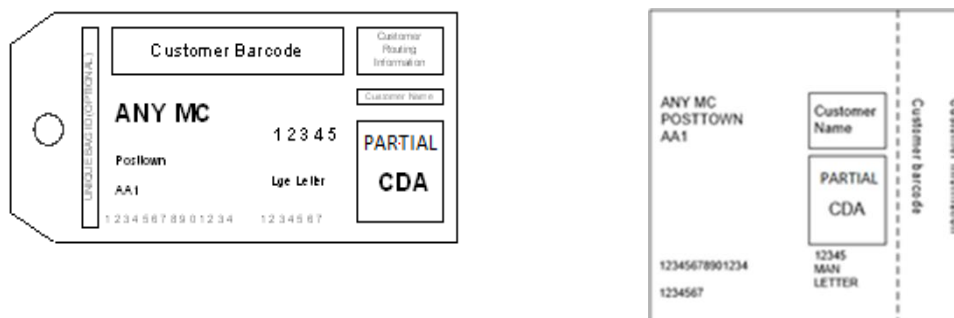 UNIQUE BAG ID (OPTIONAL)
Customer Barcode
Customer
Routing
Information
Customer Name
ANY MC
12345
Posttown
AA1
Lge Letter
PARTIAL
CDA
12345678901234
1234567
ANY MC
POSTTOWN
AA1
Customer
Name
PARTIAL
CDA
12345
MAN
LETTER
12345678901234
1234567
Customer barcode